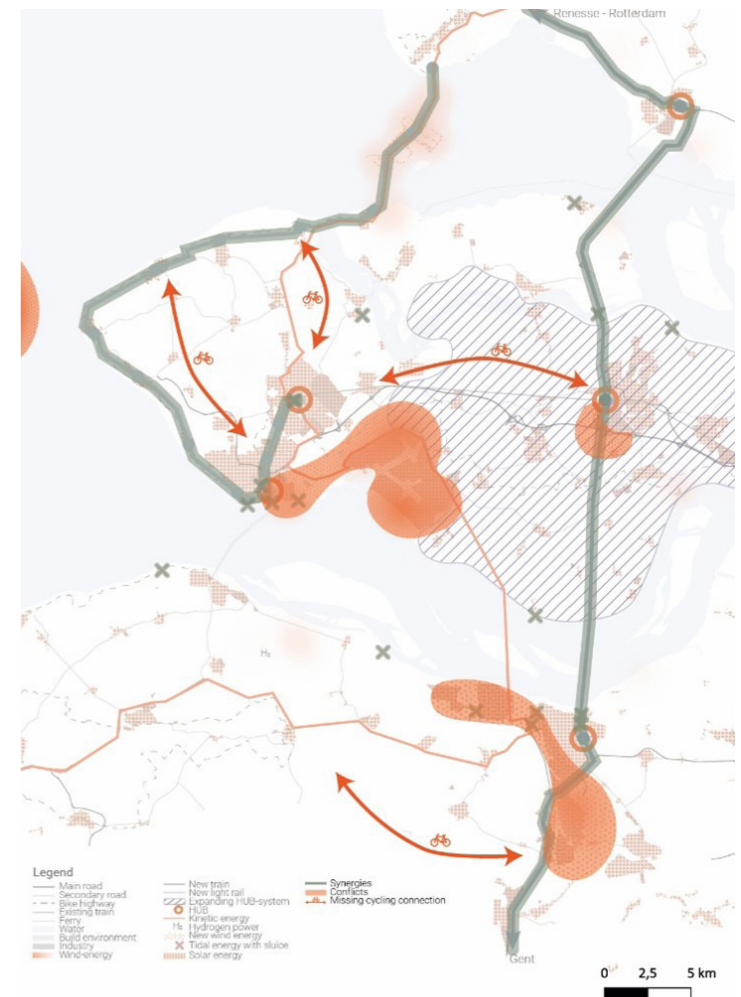 Renesse - Rotterdam
H₂
Gent
Legend
Main road
Secondary road
Bike highway
Existing train
Ferry
Water
Build environment
Industry
Wind-energy
New train
New light rail
Expanding HUB-system
HUB
Kinetic energy
H₂ Hydrogen power
New wind energy
Tidal energy with sluice
Solar energy
Synergies
Conflicts
Missing cycling connection
0 2,5 5 km